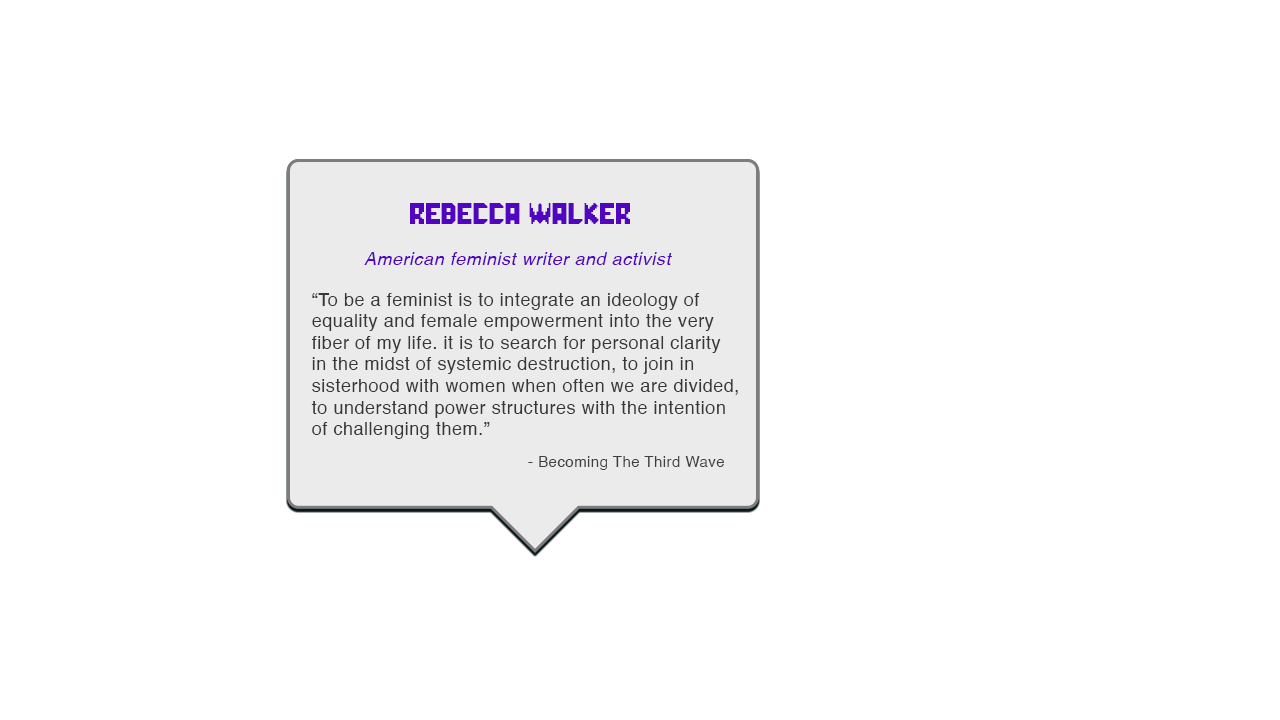 REBECCA WALKER
American feminist writer and activist
“To be a feminist is to integrate an ideology of
equality and female empowerment into the very
fiber of my life. it is to search for personal clarity
in the midst of systemic destruction, to join in
sisterhood with women when often we are divided,
to understand power structures with the intention
of challenging them.”
- Becoming The Third Wave